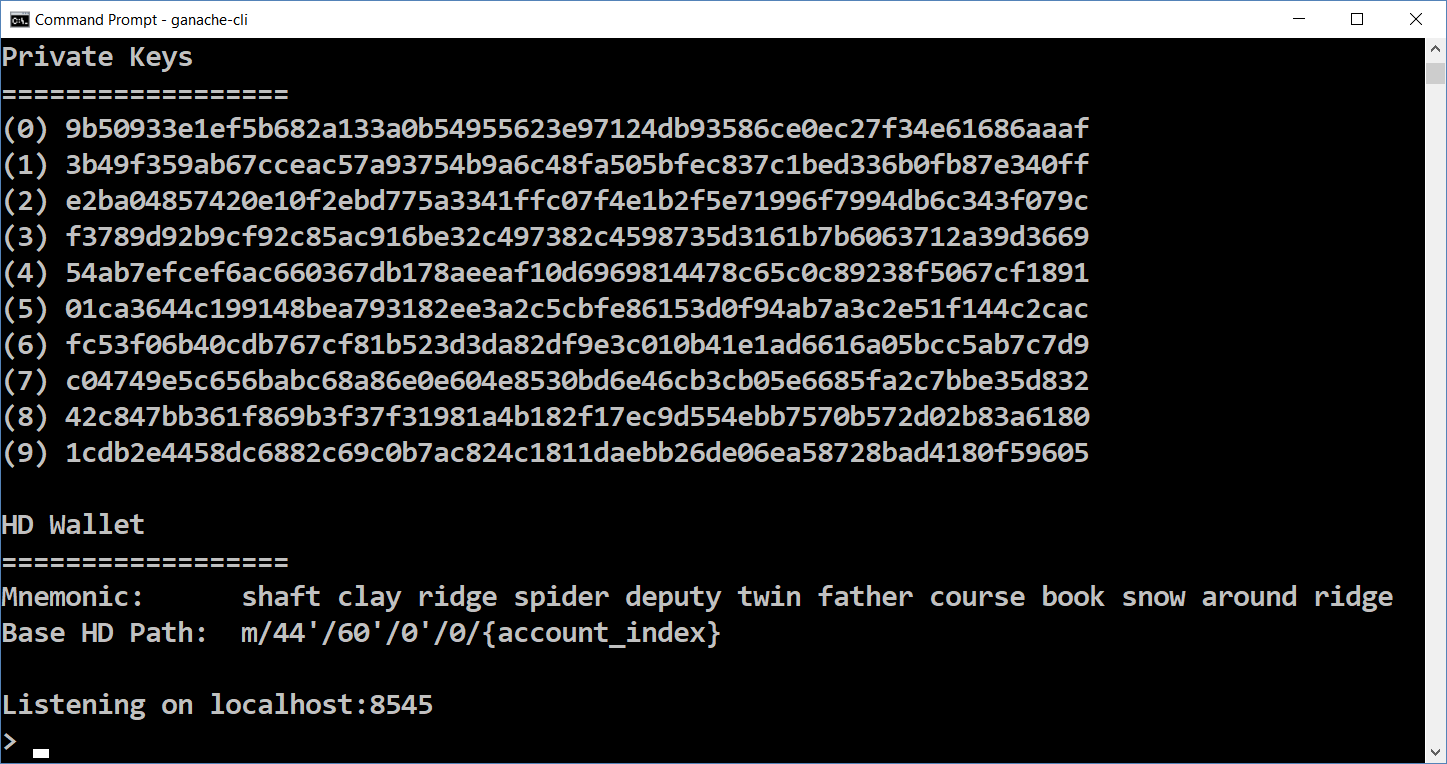 Command Prompt - ganache-cli
Private Keys
==================
(0) 9b50933e1ef5b682a133a0b54955623e97124db93586ce0ec27f34e61686aaaf
(1) 3b49f359ab67cceac57a93754b9a6c48fa505bfec837c1bed336b0fb87e340ff
(2) e2ba04857420e10f2ebd775a3341ffc07f4e1b2f5e71996f7994db6c343f079c
(3) f3789d92b9cf92c85ac916be32c497382c4598735d3161b7b6063712a39d3669
(4) 54ab7efcef6ac660367db178aeeaf10d6969814478c65c0c89238f5067cf1891
(5) 01ca3644c199148bea793182ee3a2c5cbfe86153d0f94ab7a3c2e51f144c2cac
(6) fc53f06b40cdb767cf81b523d3da82df9e3c010b41e1ad6616a05bcc5ab7c7d9
(7) c04749e5c656babc68a86e0e604e8530bd6e46cb3cb05e6685fa2c7bbe35d832
(8) 42c847bb361f869b3f37f31981a4b182f17ec9d554ebb7570b572d02b83a6180
(9) 1cdb2e4458dc6882c69c0b7ac824c1811daebb26de06ea58728bad4180f59605
HD Wallet
==================
Mnemonic:      shaft clay ridge spider deputy twin father course book snow around ridge
Base HD Path:  m/44'/60'/0'/0/{account_index}
Listening on localhost:8545
>